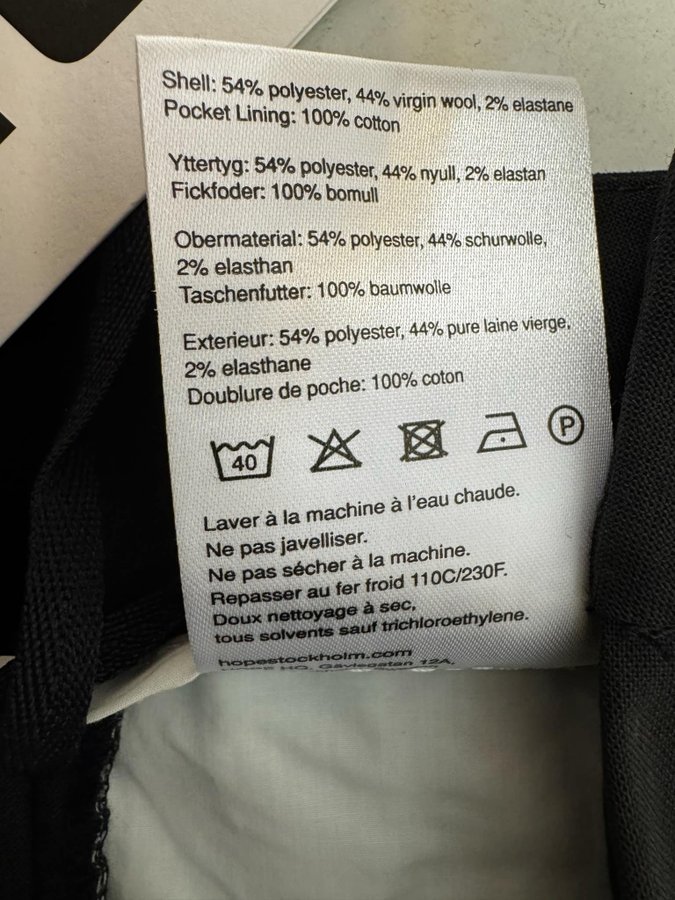 Shell: 54% polyester, 44% virgin wool, 2% elastane
Pocket Lining: 100% cotton
Yttertyg: 54% polyester, 44% nyull, 2% elastan
Fickfoder: 100% bomull
Obermaterial: 54% polyester, 44% schurwolle,
2% elasthan
Taschenfutter: 100% baumwolle
Exterieur: 54% polyester, 44% pure laine vierge,
2% elasthane
Doublure de poche: 100% coton
40 P
Laver à la machine à l'eau chaude.
Ne pas javelliser.
Ne pas sécher à la machine.
Repasser au fer froid 110C/230F.
Doux nettoyage à sec,
tous solvents sauf trichloroethylene.
hopestockholm.com
HQ, Gävlegatan 12A,